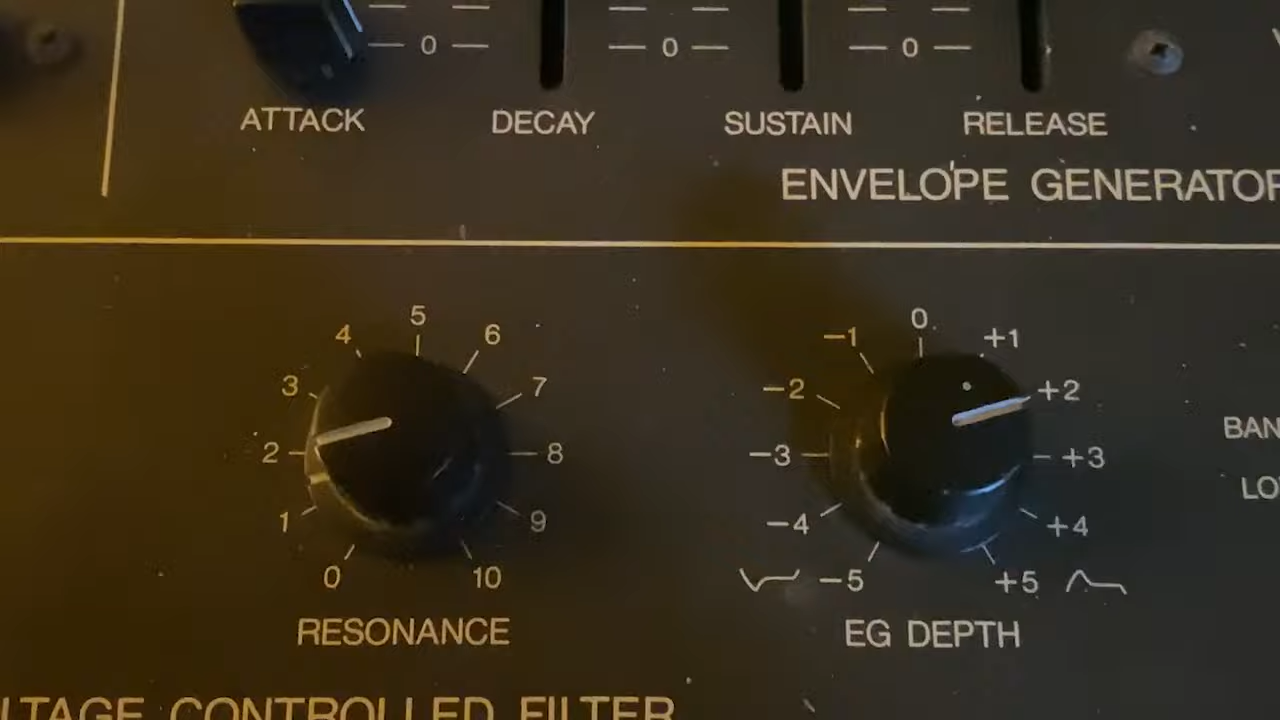 0 0 0
ATTACK DECAY SUSTAIN RELEASE
ENVELOPE GENERATOR
5 0
4 6 -1 +1
3 7 -2 +2
2 8 -3 +3
BAN
LO
1 9 -4 +4
0 10 -5 +5
RESONANCE EG DEPTH
LTAGE CONTROLLED FILTER